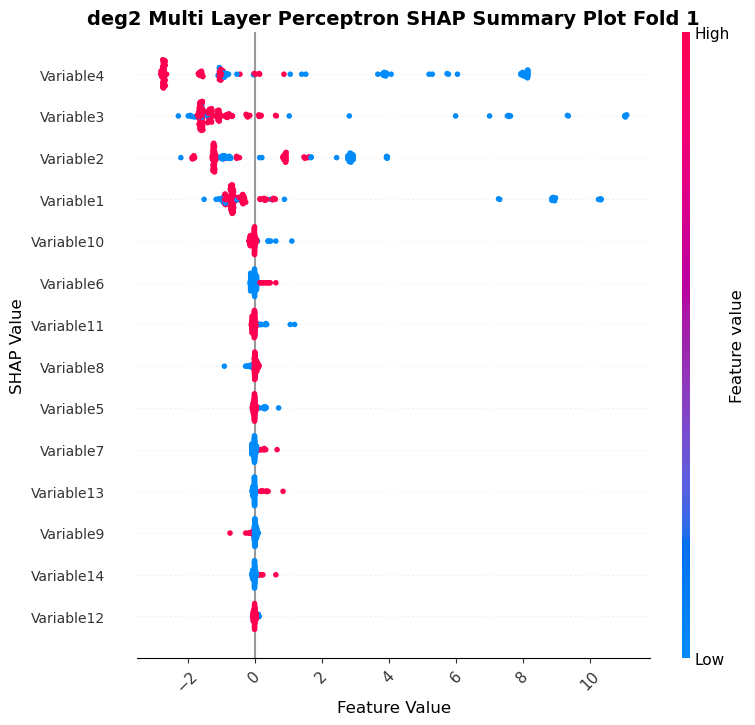 deg2 Multi Layer Perceptron SHAP Summary Plot Fold 1
High
Variable4
Variable3
Variable2
Variable1
Variable10
Variable6
Variable11
Variable8
Variable5
Variable7
Variable13
Variable9
Variable14
Variable12
SHAP Value
Feature value
Low
−2
0
2
4
6
8
10
Feature Value